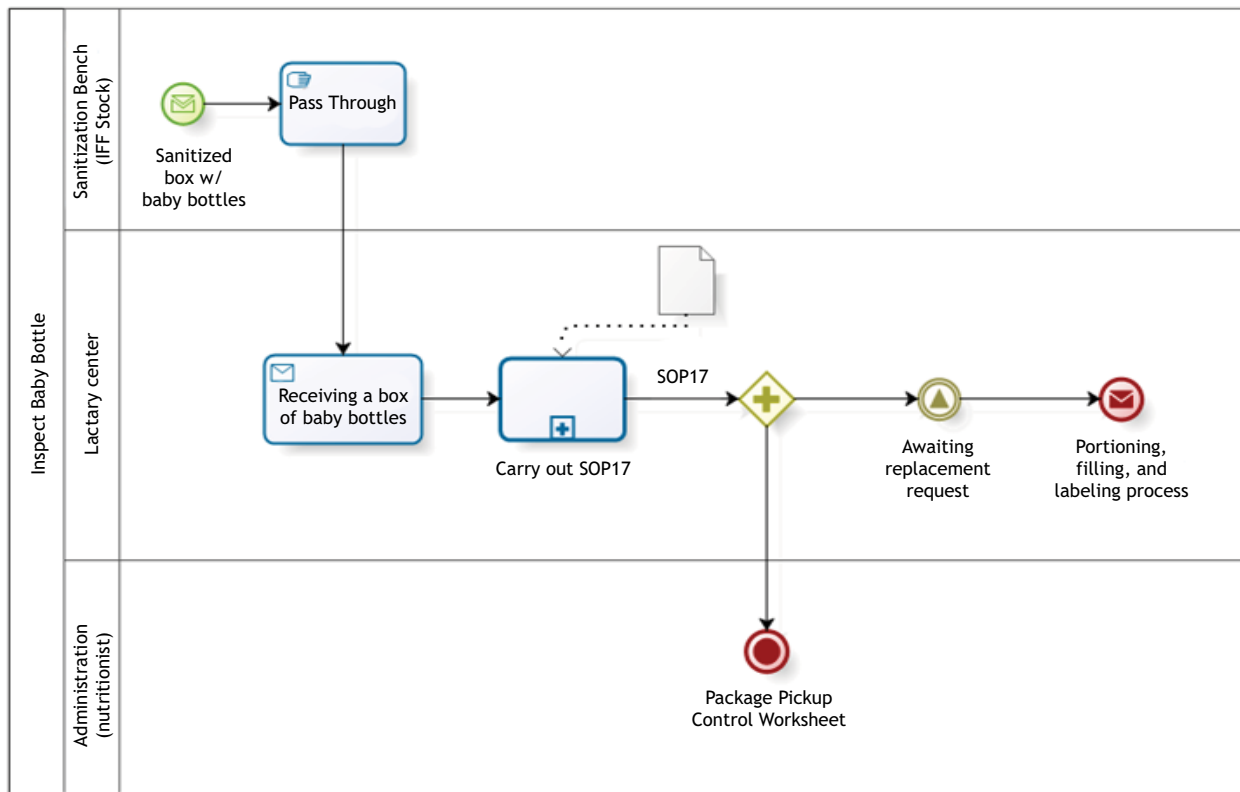 Inspect Baby Bottle
Sanitization Bench
(IFF Stock)
Pass Through
Sanitized
box w/
baby bottles
Lactary center
Receiving a box
of baby bottles
Carry out SOP17
SOP17
Awaiting
replacement
request
Portioning,
filling, and
labeling process
Administration
(nutritionist)
Package Pickup
Control Worksheet